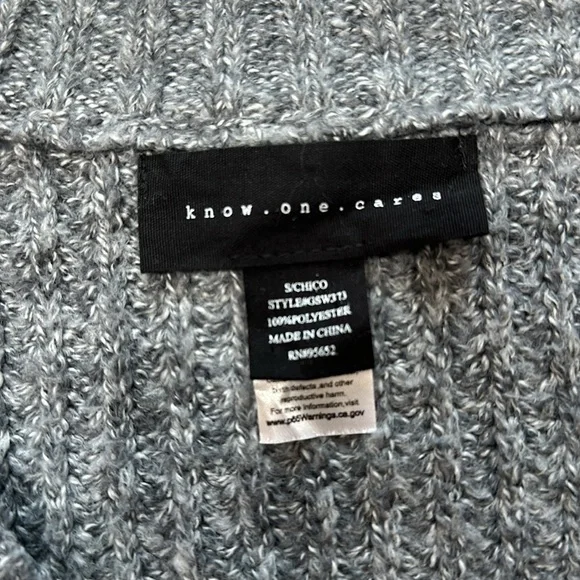 know.one.cares
S/CHICO
STYLE#GSW373
100%POLYESTER
MADE IN CHINA
RN#95652
birth defects and other
reproductive harm.
For more information,visit
www.p65Warnings.ca.gov